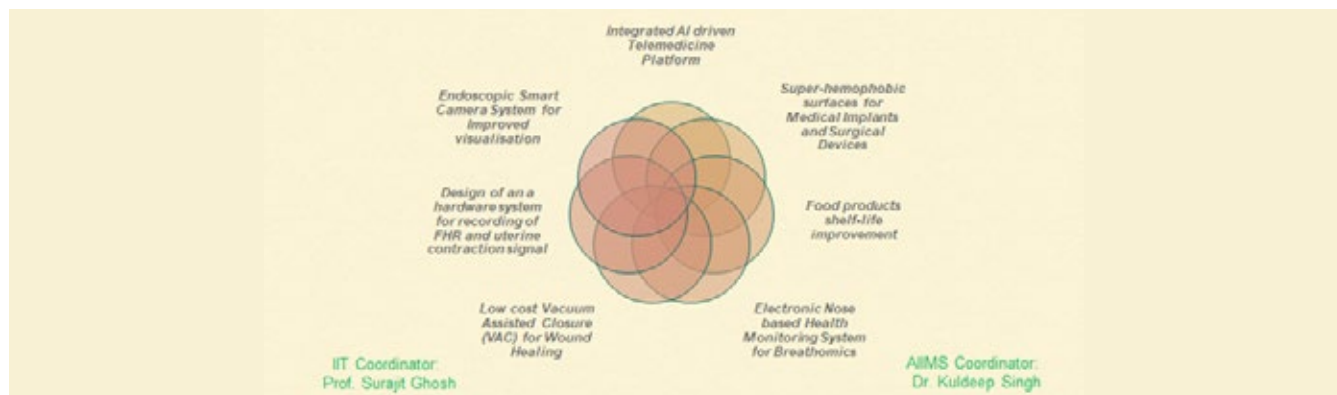 Integrated AI driven
Telemedicine
Platform
Super-hemophobic
surfaces for
Medical Implants
and Surgical
Devices
Food products
shelf-life
improvement
Electronic Nose
based Health
Monitoring System
for Breathomics
Low cost Vacuum
Assisted Closure
(VAC) for Wound
Healing
Design of an a
hardware system
for recording of
FHR and uterine
contraction signal
Endoscopic Smart
Camera System for
Improved
visualisation
IIT Coordinator:
Prof. Surajit Ghosh
AIIMS Coordinator:
Dr. Kuldeep Singh